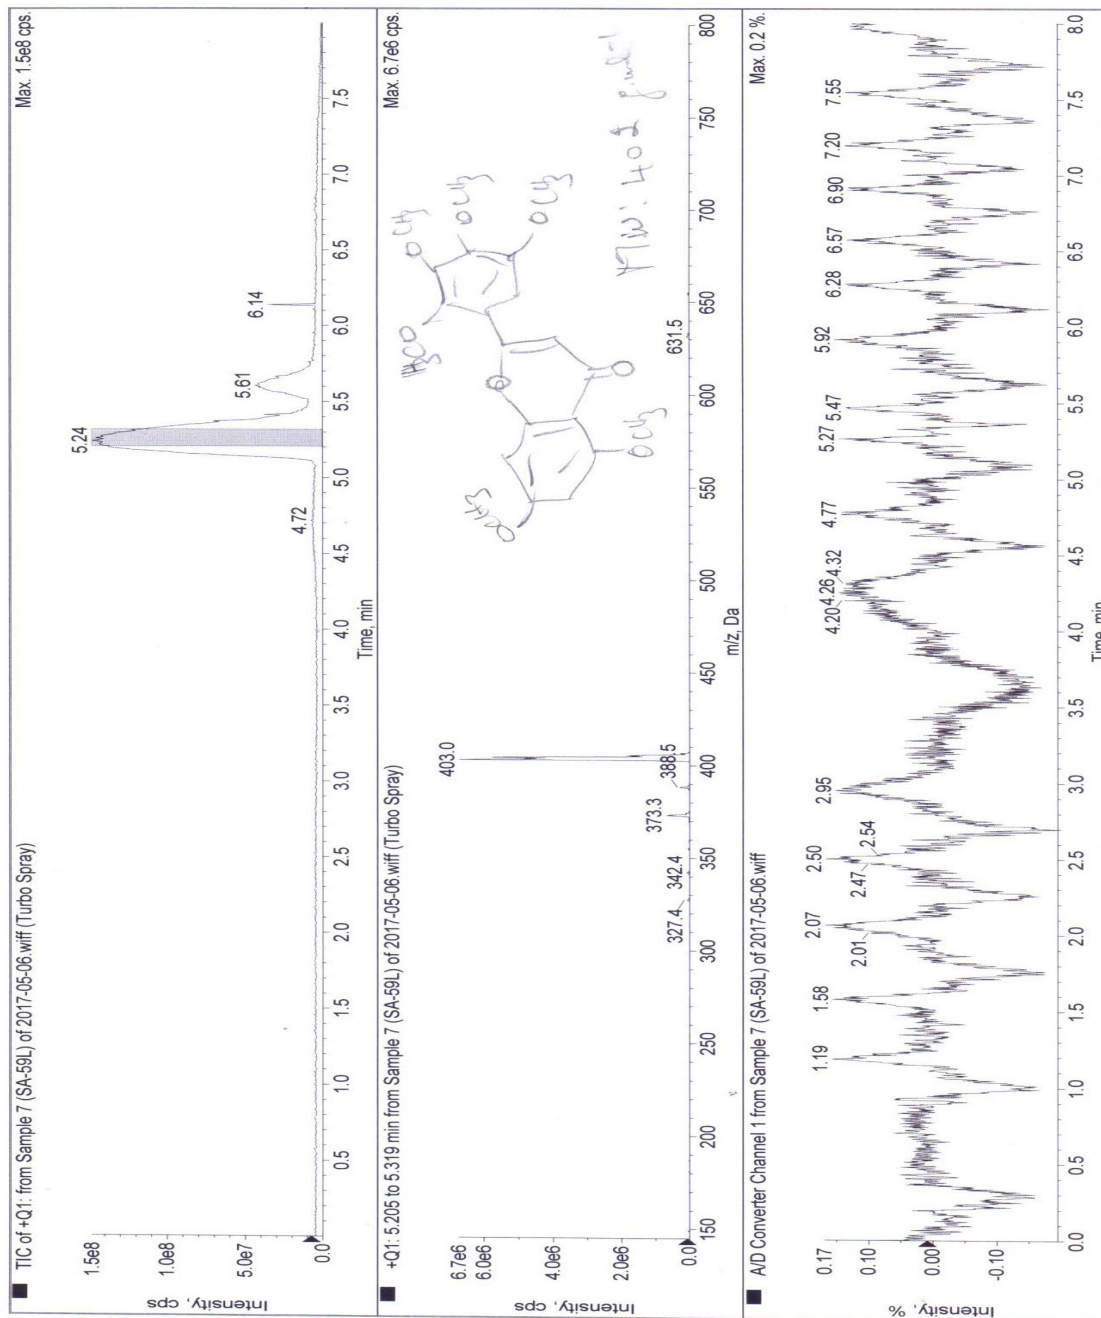 TIC of +Q1: from Sample 7 (SA-59L) of 2017-05-06.wiff (Turbo Spray)
Max. 1.5e8 cps.
Intensity, cps
1.5e8
1.0e8
5.0e7
0.0
4.72
5.24
5.61
6.14
0.5 1.0 1.5 2.0 2.5 3.0 3.5 4.0 4.5 5.0 5.5 6.0 6.5 7.0 7.5
Time, min
+Q1: 5.205 to 5.319 min from Sample 7 (SA-59L) of 2017-05-06.wiff (Turbo Spray)
Max. 6.7e6 cps.
Intensity, cps
6.7e6
6.0e6
4.0e6
2.0e6
0.0
327.4
342.4
373.3
388.5
403.0
631.5
OCH3
H3CO
OCH3
OCH3
OCH3
O
O
OCH3
MW: 402
150 200 250 300 350 400 450 500 550 600 650 700 750 800
m/z, Da
A/D Converter Channel 1 from Sample 7 (SA-59L) of 2017-05-06.wiff
Max. 0.2 %.
Intensity, %
0.17
0.10
0.00
-0.10
1.19
1.58
2.01
2.07
2.47
2.50
2.54
2.95
4.20
4.26
4.32
4.77
5.27
5.47
5.92
6.28
6.57
6.90
7.20
7.55
0.0 0.5 1.0 1.5 2.0 2.5 3.0 3.5 4.0 4.5 5.0 5.5 6.0 6.5 7.0 7.5 8.0
Time, min